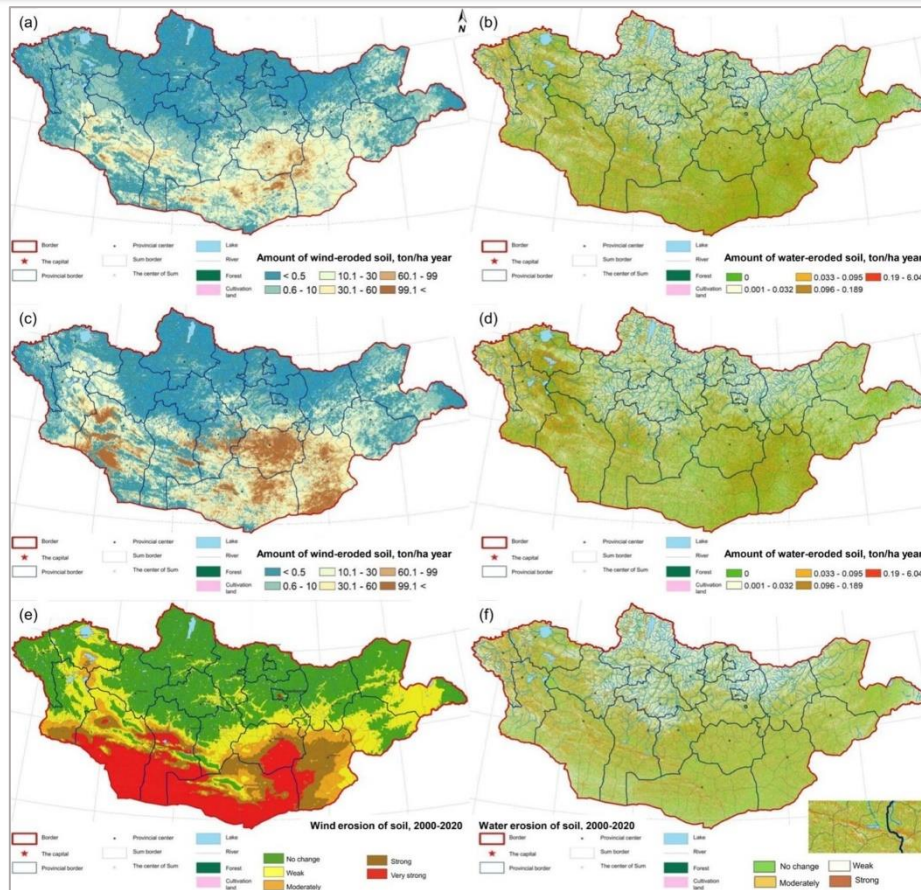 (a)
N
Border
Provincial center
Lake
The capital
Sum border
River
Provincial border
The center of Sum
Forest
Cultivation
land
Amount of wind-eroded soil, ton/ha year
< 0.5
10.1 - 30
60.1 - 99
0.6 - 10
30.1 - 60
99.1 <
(b)
Border
Provincial center
Lake
The capital
Sum border
River
Provincial border
The center of Sum
Forest
Cultivation
land
Amount of water-eroded soil, ton/ha year
0
0.033 - 0.095
0.19 - 6.04
0.001 - 0.032
0.096 - 0.189
(c)
Border
Provincial center
Lake
The capital
Sum border
River
Provincial border
The center of Sum
Forest
Cultivation
land
Amount of wind-eroded soil, ton/ha year
< 0.5
10.1 - 30
60.1 - 99
0.6 - 10
30.1 - 60
99.1 <
(d)
Border
Provincial center
Lake
The capital
Sum border
River
Provincial border
The center of Sum
Forest
Cultivation
land
Amount of water-eroded soil, ton/ha year
0
0.033 - 0.095
0.19 - 6.04
0.001 - 0.032
0.096 - 0.189
(e)
Wind erosion of soil, 2000-2020
Border
Provincial center
Lake
The capital
Sum border
River
Provincial border
The center of Sum
Forest
Cultivation
land
No change
Strong
Weak
Very strong
Moderately
(f)
Water erosion of soil, 2000-2020
Border
Provincial center
Lake
The capital
Sum border
River
Provincial border
The center of Sum
Forest
Cultivation
land
No change
Weak
Moderately
Strong